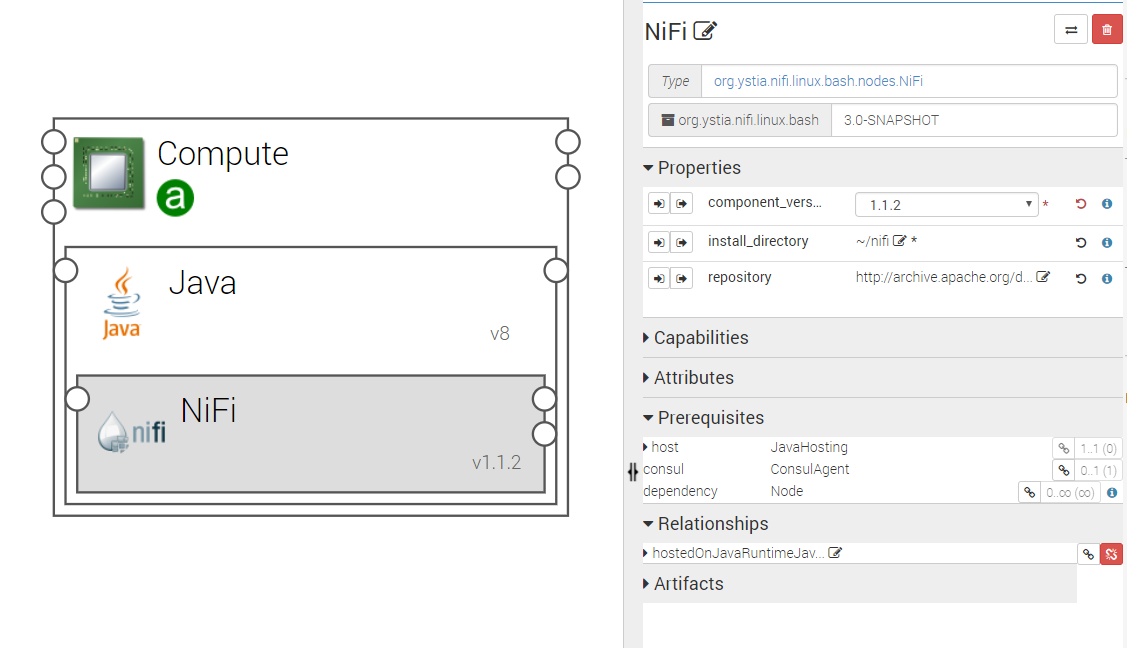 Compute
a
Java
Java
v8
NiFi
nifi
v1.1.2
NiFi
Type org.ystia.nifi.linux.bash.nodes.NiFi
org.ystia.nifi.linux.bash 3.0-SNAPSHOT
Properties
component_vers... 1.1.2 *
install_directory ~/nifi *
repository http://archive.apache.org/d...
Capabilities
Attributes
Prerequisites
host JavaHosting 1..1 (0)
consul ConsulAgent 0..1 (1)
dependency Node 0..∞ (∞)
Relationships
hostedOnJavaRuntimeJav...
Artifacts